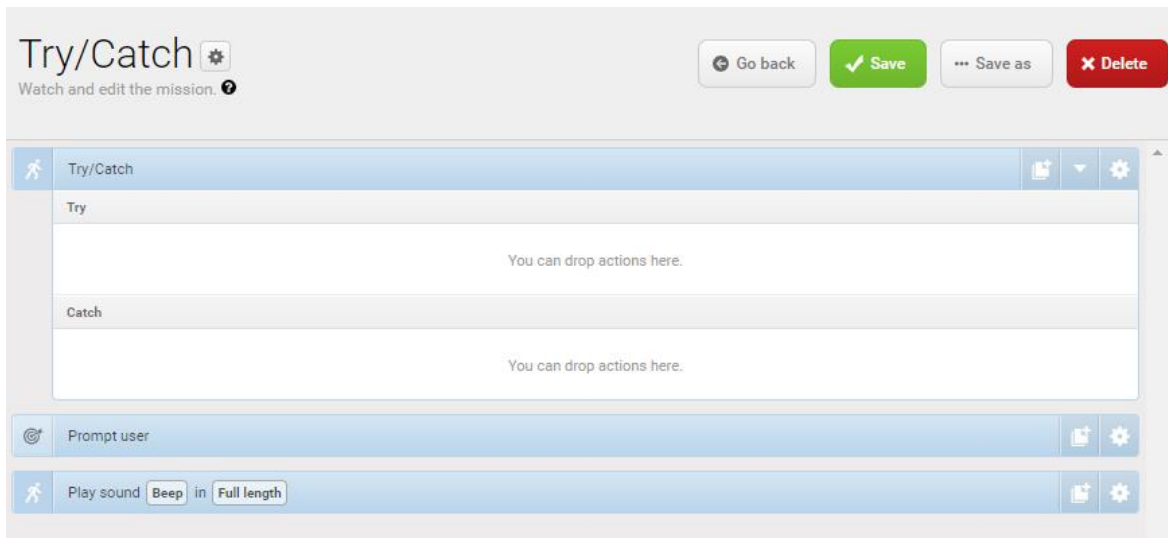 Try/Catch
Go back
Save
Save as
Delete
Watch and edit the mission.
Try/Catch
Try
You can drop actions here.
Catch
You can drop actions here.
Prompt user
Play sound Beep in Full length